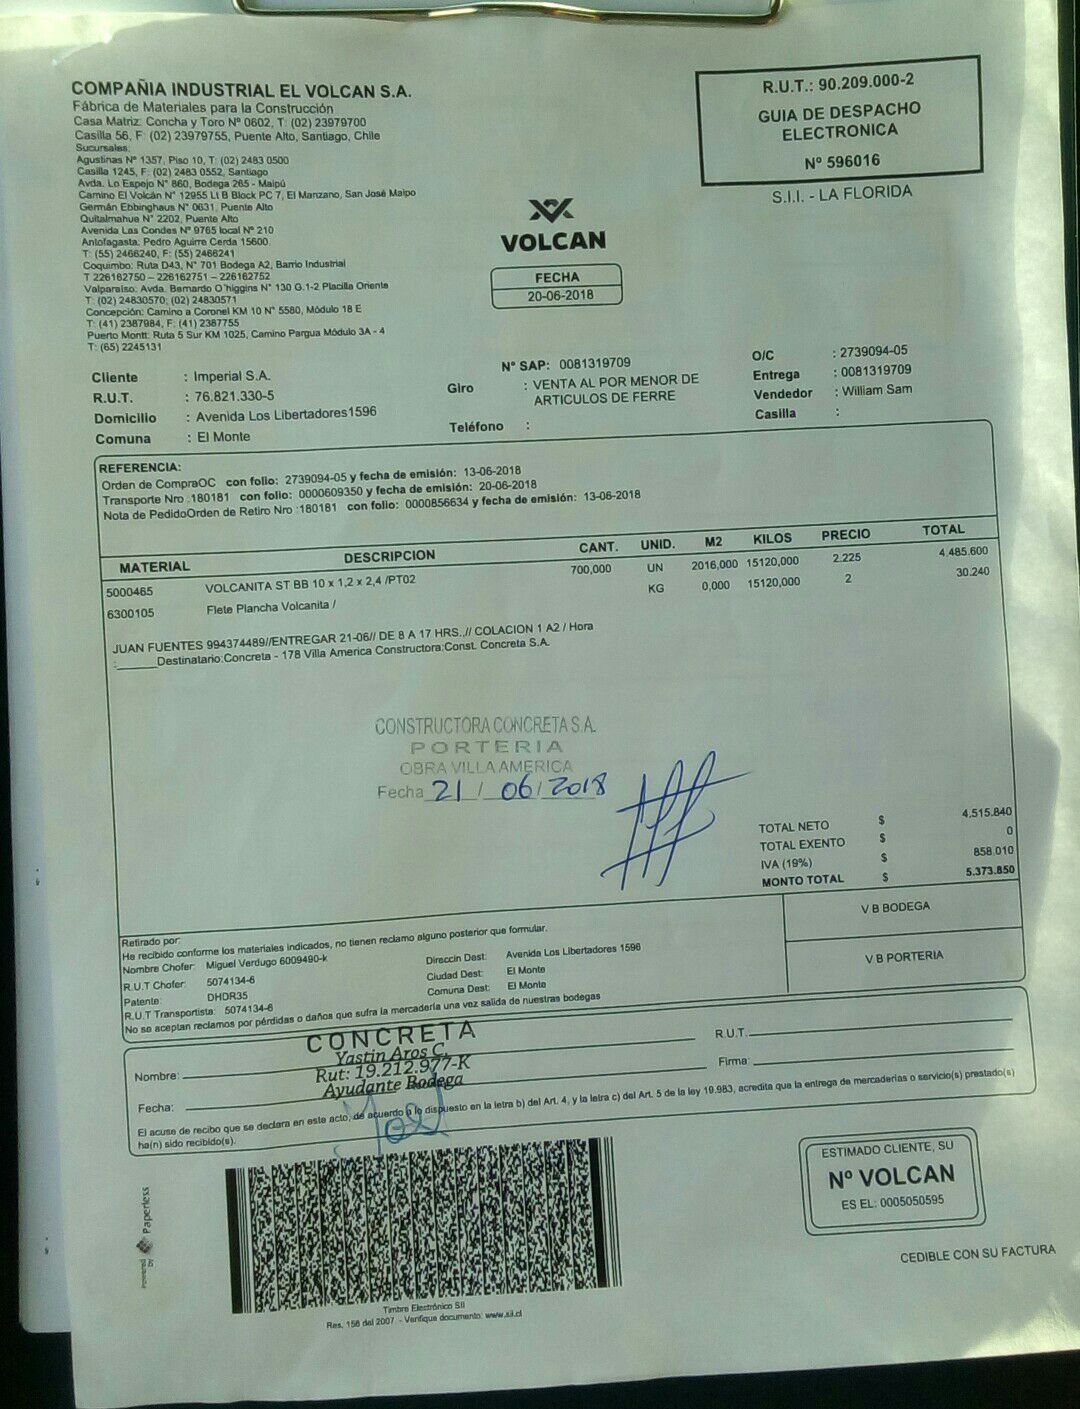 COMPAÑIA INDUSTRIAL EL VOLCAN S.A.
Fábrica de Materiales para la Construcción
Casa Matriz: Concha y Toro Nº 0602, T: (02) 23979700
Casilla 56, F: (02) 23979755, Puente Alto, Santiago, Chile
Sucursales:
Agustinas Nº 1357, Piso 10, T: (02) 2483 0500
Casilla 1245, F: (02) 2483 0552, Santiago
Avda. Lo Espejo N° 860, Bodega 265 - Maipú
Camino El Volcán N° 12955 Lt B Block PC 7, El Manzano, San José Maipo
Germán Ebbinghaus N° 0631, Puente Alto
Quitalmahue N° 2202, Puente Alto
Avenida Las Condes N° 9765 local N° 210
Antofagasta: Pedro Aguirre Cerda 15600
T: (55) 2466240, F: (55) 2466241
Coquimbo: Ruta D43, N° 701 Bodega A2, Barrio Industrial
T 226162750 – 226162751 – 226162752
Valparaíso: Avda. Bernardo O'higgins N° 130 G.1-2 Placilla Oriente
T: (02) 24830570; (02) 24830571
Concepción: Camino a Coronel KM 10 N° 5580, Módulo 18 E
T: (41) 2387984, F: (41) 2387755
Puerto Montt: Ruta 5 Sur KM 1025, Camino Pargua Módulo 3A - 4
T: (65) 2245131
R.U.T.: 90.209.000-2
GUIA DE DESPACHO
ELECTRONICA
Nº 596016
S.I.I. - LA FLORIDA
VOLCAN
FECHA
20-06-2018
Cliente : Imperial S.A.
R.U.T. : 76.821.330-5
Domicilio : Avenida Los Libertadores1596
Comuna : El Monte
N° SAP: 0081319709
Giro : VENTA AL POR MENOR DE
ARTICULOS DE FERRE
Teléfono :
O/C : 2739094-05
Entrega : 0081319709
Vendedor : William Sam
Casilla :
REFERENCIA:
Orden de CompraOC con folio: 2739094-05 y fecha de emisión: 13-06-2018
Transporte Nro :180181 con folio: 0000609350 y fecha de emisión: 20-06-2018
Nota de PedidoOrden de Retiro Nro :180181 con folio: 0000856634 y fecha de emisión: 13-06-2018
MATERIAL DESCRIPCION CANT. UNID. M2 KILOS PRECIO TOTAL
5000465 VOLCANITA ST BB 10 x 1,2 x 2,4 /PT02 700,000 UN 2016,000 15120,000 2.225 4.485.600
6300105 Flete Plancha Volcanita / KG 0,000 15120,000 2 30.240
JUAN FUENTES 994374489//ENTREGAR 21-06// DE 8 A 17 HRS..// COLACION 1 A2 / Hora
:______Destinatario:Concreta - 178 Villa America Constructora:Const. Concreta S.A.
CONSTRUCTORA CONCRETA S.A.
PORTERIA
OBRA VILLA AMERICA
Fecha 21 / 06 / 2018
TOTAL NETO $ 4.515.840
TOTAL EXENTO $ 0
IVA (19%) $ 858.010
MONTO TOTAL $ 5.373.850
Retirado por:
He recibido conforme los materiales indicados, no tienen reclamo alguno posterior que formular.
Nombre Chofer: Miguel Verdugo 6009490-k
R.U.T Chofer: 5074134-6
Patente: DHDR35
R.U.T Transportista: 5074134-6
Direccin Dest: Avenida Los Libertadores 1596
Ciudad Dest: El Monte
Comuna Dest: El Monte
No se aceptan reclamos por pérdidas o daños que sufra la mercadería una vez salida de nuestras bodegas
V B BODEGA
V B PORTERIA
CONCRETA
Yastin Aros C.
Rut: 19.212.977-K
Ayudante Bodega
Nombre:
Fecha:
R.U.T.
Firma:
El acuse de recibo que se declara en este acto, de acuerdo a lo dispuesto en la letra b) del Art. 4, y la letra c) del Art. 5 de la ley 19.983, acredita que la entrega de mercaderías o servicio(s) prestado(s)
ha(n) sido recibido(s).
Powered by Paperless
Timbre Electrónico SII
Res. 156 del 2007 - Verifique documento: www.sii.cl
ESTIMADO CLIENTE, SU
Nº VOLCAN
ES EL: 0005050595
CEDIBLE CON SU FACTURA